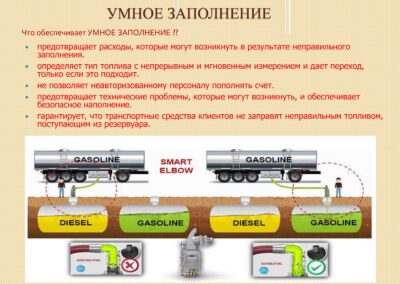 УМНОЕ ЗАПОЛНЕНИЕ
Что обеспечивает УМНОЕ ЗАПОЛНЕНИЕ ??
• предотвращает расходы, которые могут возникнуть в результате неправильного
заполнения.
• определяет тип топлива с непрерывным и мгновенным измерением и дает переход,
только если это подходит.
• не позволяет неавторизованному персоналу пополнять счет.
• предотвращает технические проблемы, которые могут возникнуть, и обеспечивает
безопасное наполнение.
• гарантирует, что транспортные средства клиентов не заправят неправильным топливом,
поступающим из резервуара.
GASOLINE
SMART
ELBOW
GASOLINE
DIESEL
GASOLINE
DIESEL
GASOLINE